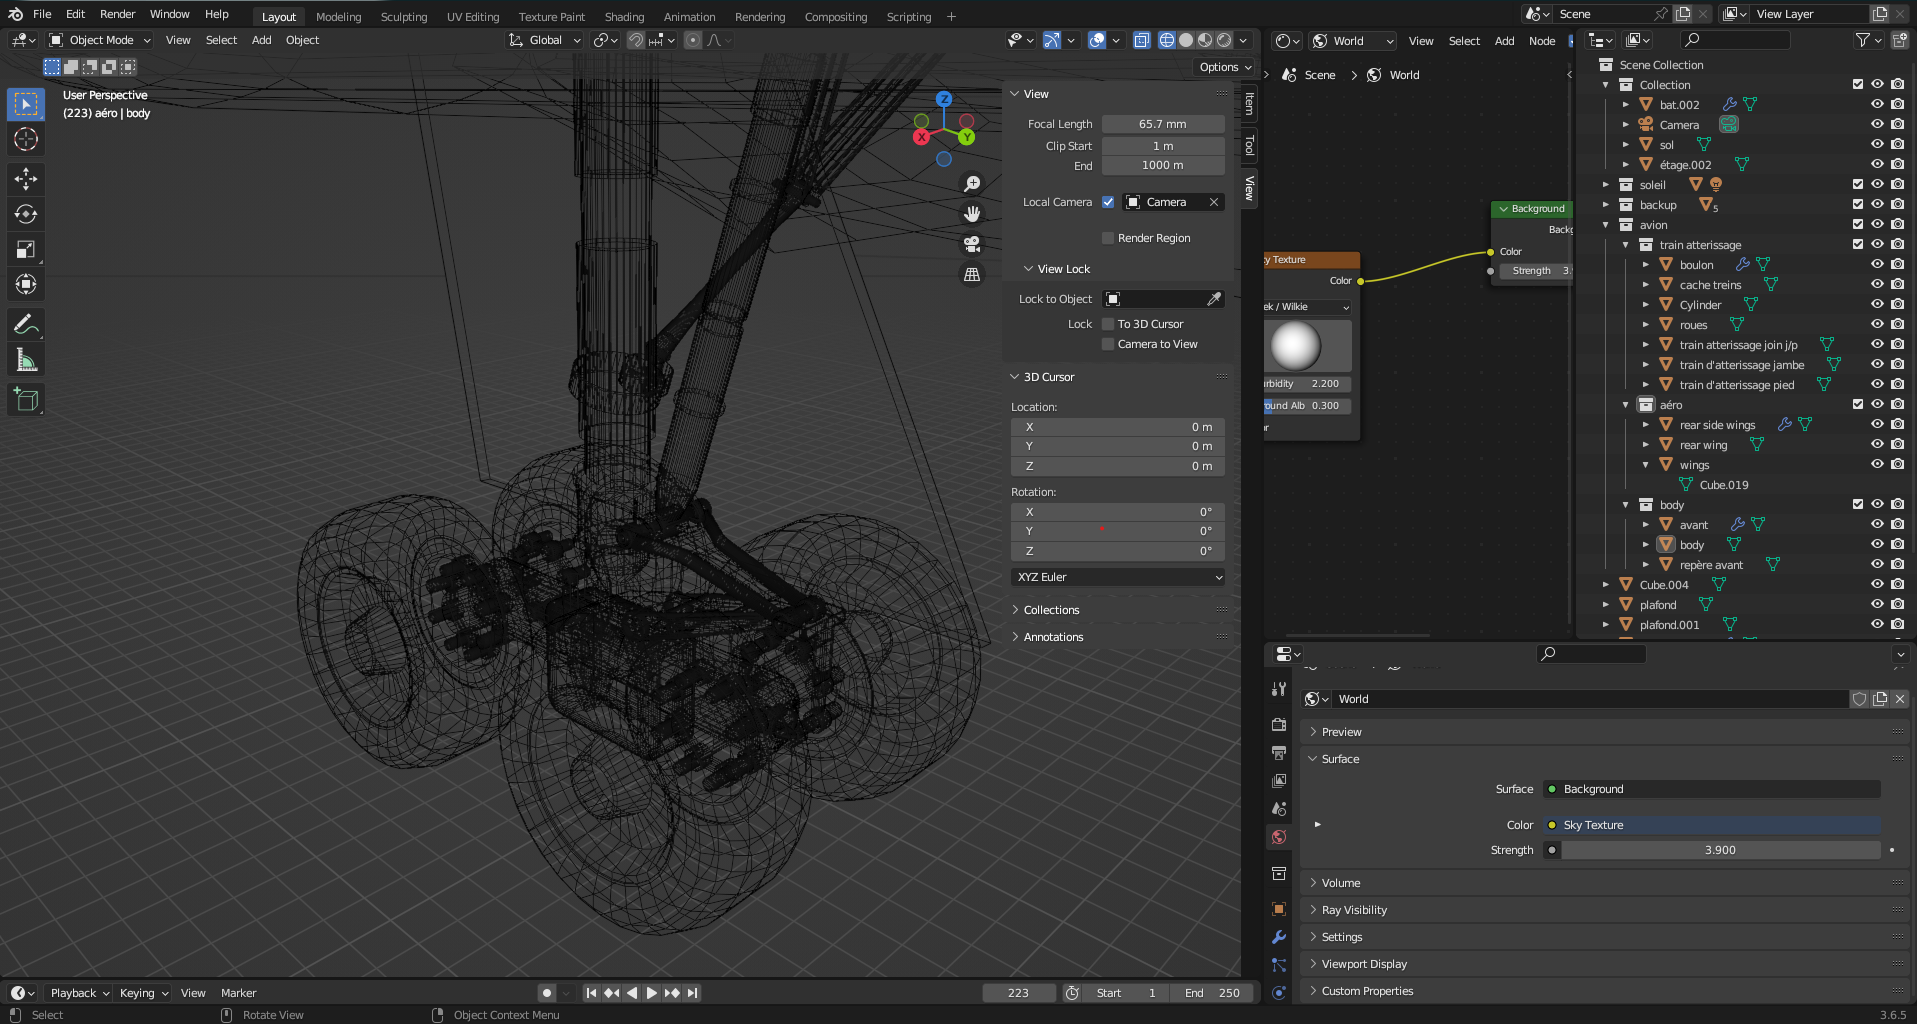 File Edit Render Window Help
Layout Modeling Sculpting UV Editing Texture Paint Shading Animation Rendering Compositing Scripting +
Scene
View Layer
Object Mode View Select Add Object
Global
Options
World View Select Add Node
Scene > World
User Perspective
(223) aéro | body
Z
X
Y
View
Focal Length 65.7 mm
Clip Start 1 m
End 1000 m
Local Camera Camera
Render Region
View Lock
Lock to Object
Lock To 3D Cursor
Camera to View
3D Cursor
Location:
X 0 m
Y 0 m
Z 0 m
Rotation:
X 0°
Y 0°
Z 0°
XYZ Euler
Collections
Annotations
Item
Tool
View
y Texture
Color
ek / Wilkie
rbidity 2.200
ound Alb 0.300
or
Background
Backg
Color
Strength 3.
Scene Collection
Collection
bat.002
Camera
sol
étage.002
soleil
backup 5
avion
train atterissage
boulon
cache treins
Cylinder
roues
train atterissage join j/p
train d'atterissage jambe
train d'atterissage pied
aéro
rear side wings
rear wing
wings
Cube.019
body
avant
body
repère avant
Cube.004
plafond
plafond.001
World
Preview
Surface
Surface Background
Color Sky Texture
Strength 3.900
Volume
Ray Visibility
Settings
Viewport Display
Custom Properties
Playback Keying View Marker
223 Start 1 End 250
Select Rotate View Object Context Menu
3.6.5